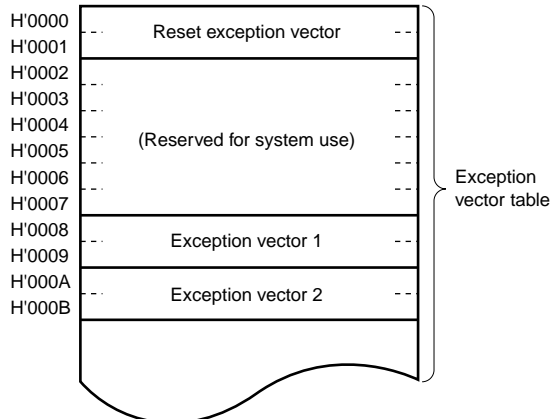 H'0000
Reset exception vector
H'0001
H'0002
H'0003
H'0004
(Reserved for system use)
H'0005
H'0006
Exception
vector table
H'0007
H'0008
Exception vector 1
H'0009
H'000A
Exception vector 2
H'000B